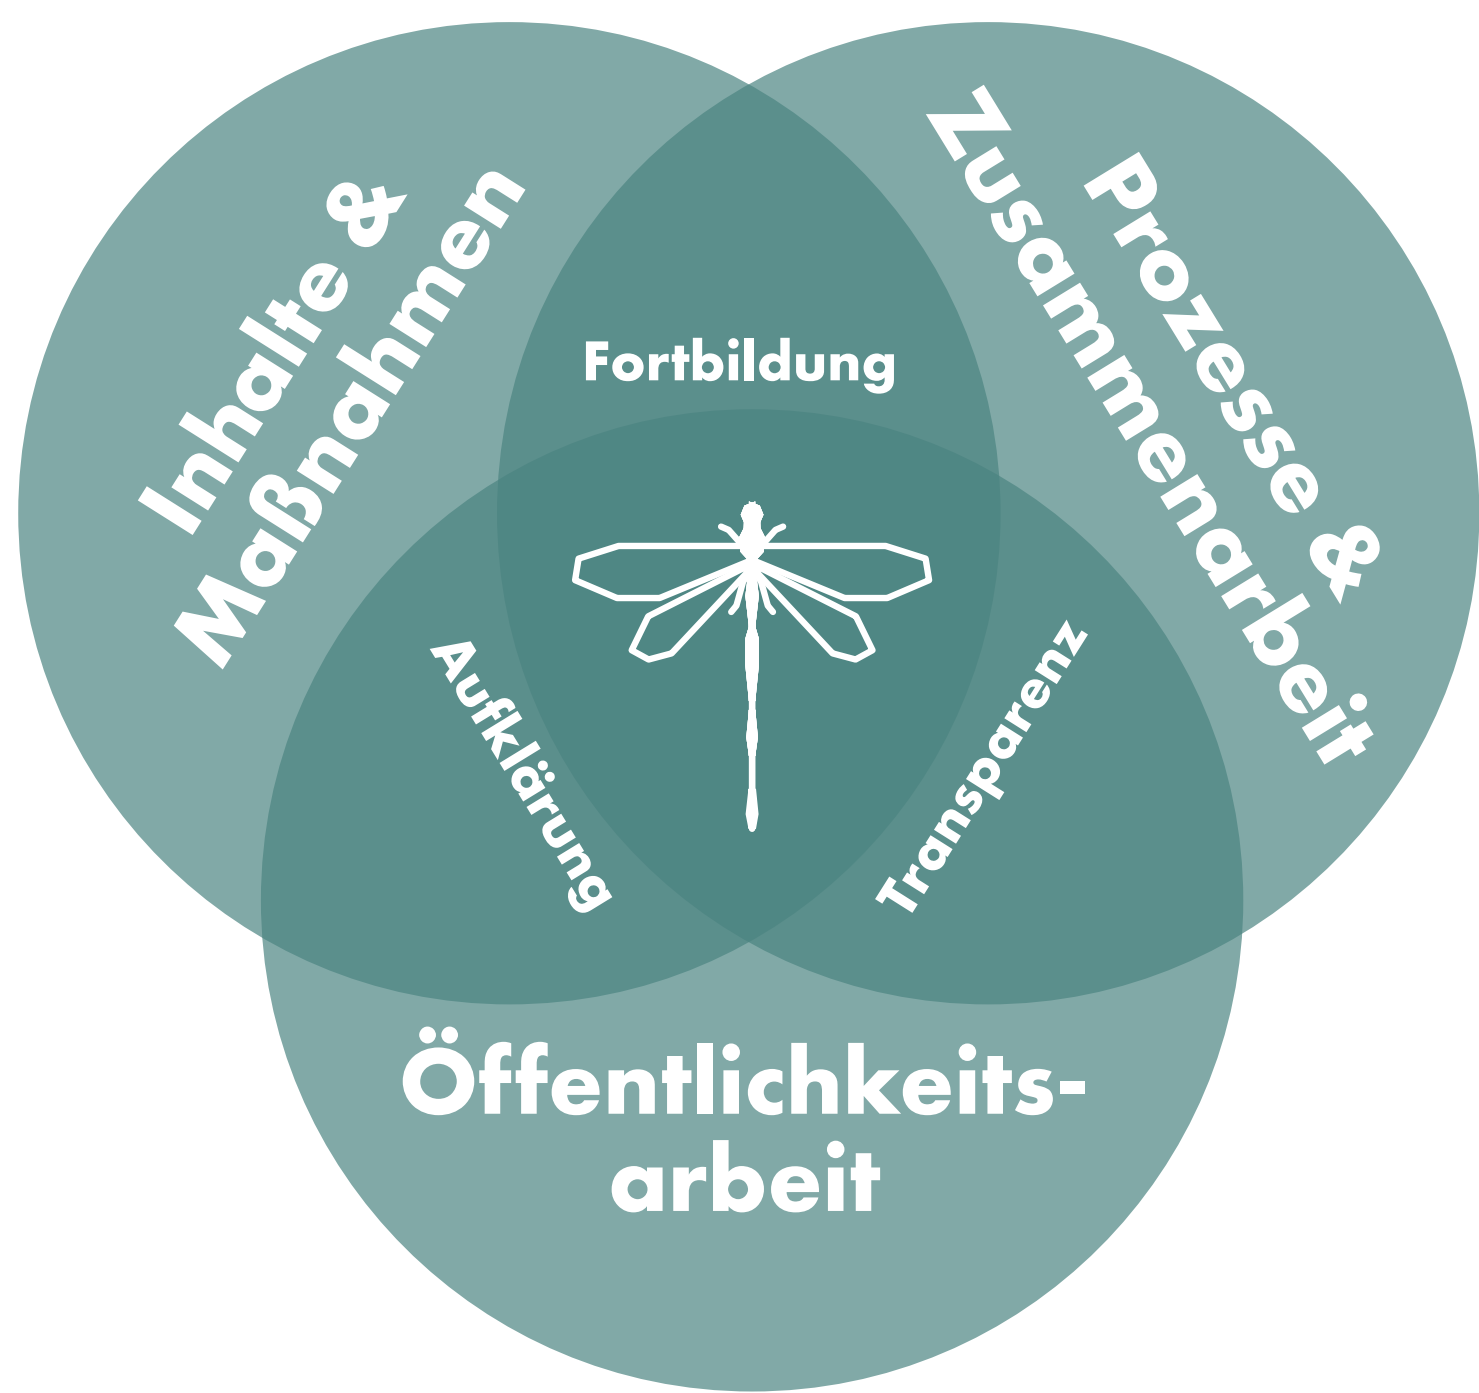 Inhalte &
Maßnahmen
Prozesse &
Zusammenarbeit
Fortbildung
Aufklärung
Transparenz
Öffentlichkeits-
arbeit